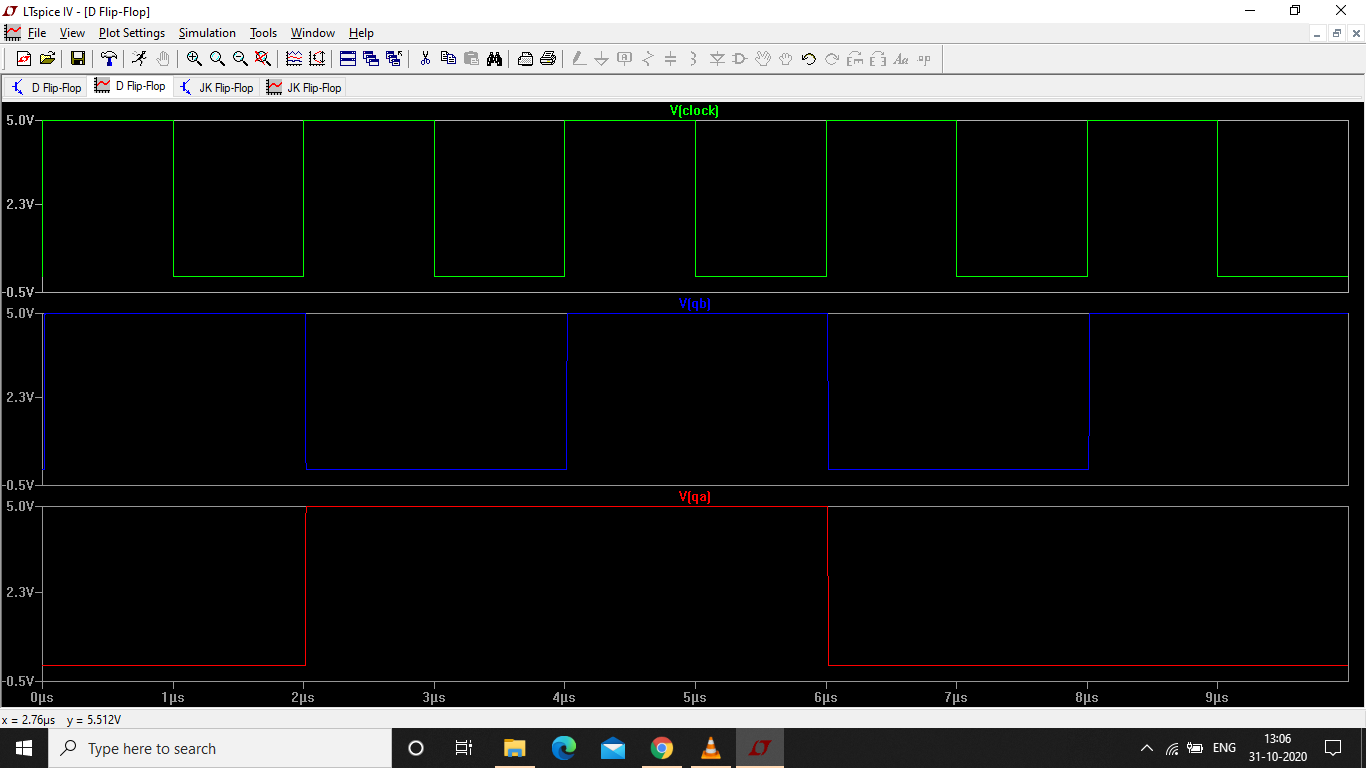 LTspice IV - [D Flip-Flop]
File View Plot Settings Simulation Tools Window Help
D Flip-Flop D Flip-Flop JK Flip-Flop JK Flip-Flop
V(clock)
5.0V
2.3V
-0.5V
V(qb)
5.0V
2.3V
-0.5V
V(qa)
5.0V
2.3V
-0.5V
0µs 1µs 2µs 3µs 4µs 5µs 6µs 7µs 8µs 9µs
x = 2.76µs y = 5.512V
Type here to search
ENG
13:06
31-10-2020